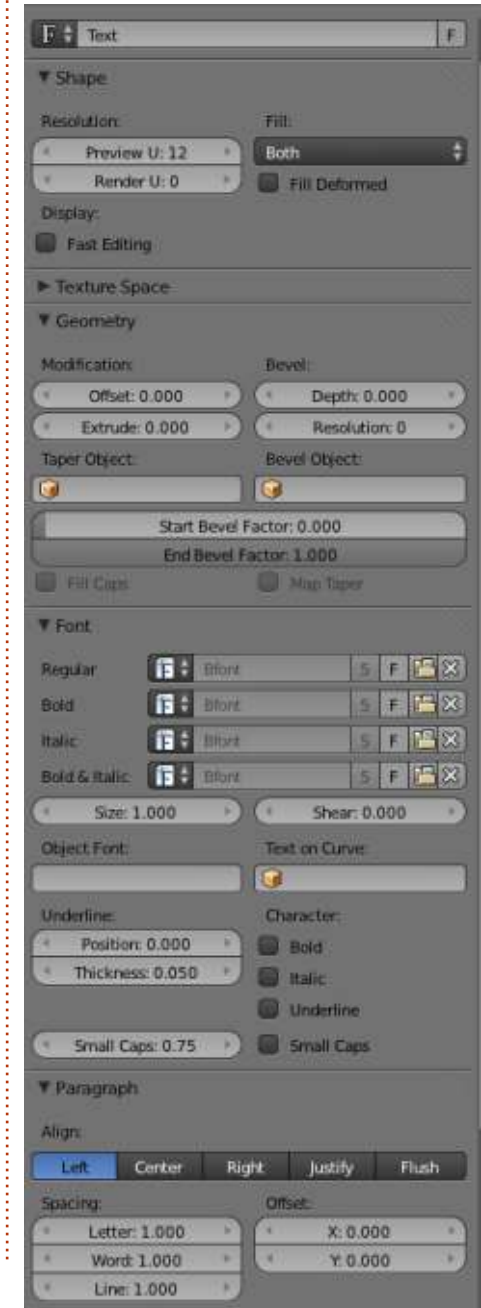 F Text F
Shape
Resolution: Fill:
Preview U: 12 Both
Render U: 0 Fill Deformed
Display:
Fast Editing
Texture Space
Geometry
Modification: Bevel:
Offset: 0.000 Depth: 0.000
Extrude: 0.000 Resolution: 0
Taper Object: Bevel Object:
Start Bevel Factor: 0.000
End Bevel Factor: 1.000
Fill Caps Map Taper
Font
Regular F Bfont 5 F
Bold F Bfont 5 F
Italic F Bfont 5 F
Bold & Italic F Bfont 5 F
Size: 1.000 Shear: 0.000
Object Font: Text on Curve:
Underline: Character:
Position: 0.000 Bold
Thickness: 0.050 Italic
Underline
Small Caps: 0.75 Small Caps
Paragraph
Align:
Left Center Right Justify Flush
Spacing: Offset:
Letter: 1.000 X: 0.000
Word: 1.000 Y: 0.000
Line: 1.000